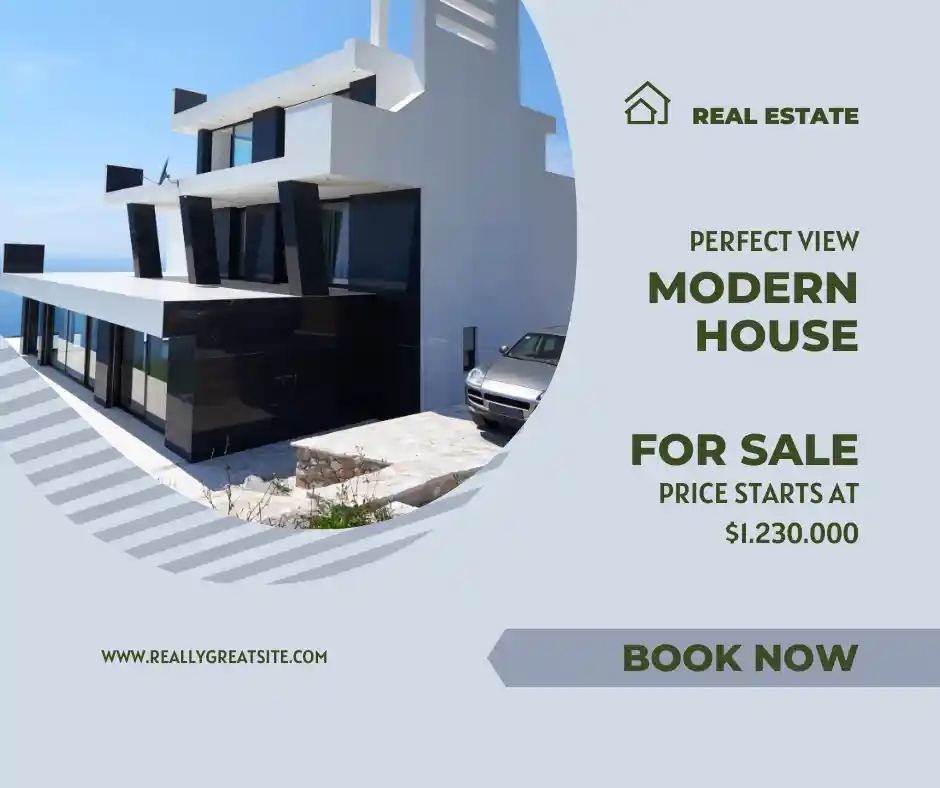 REAL ESTATE
PERFECT VIEW
MODERN
HOUSE
FOR SALE
PRICE STARTS AT
$1.230.000
WWW.REALLYGREATSITE.COM
BOOK NOW